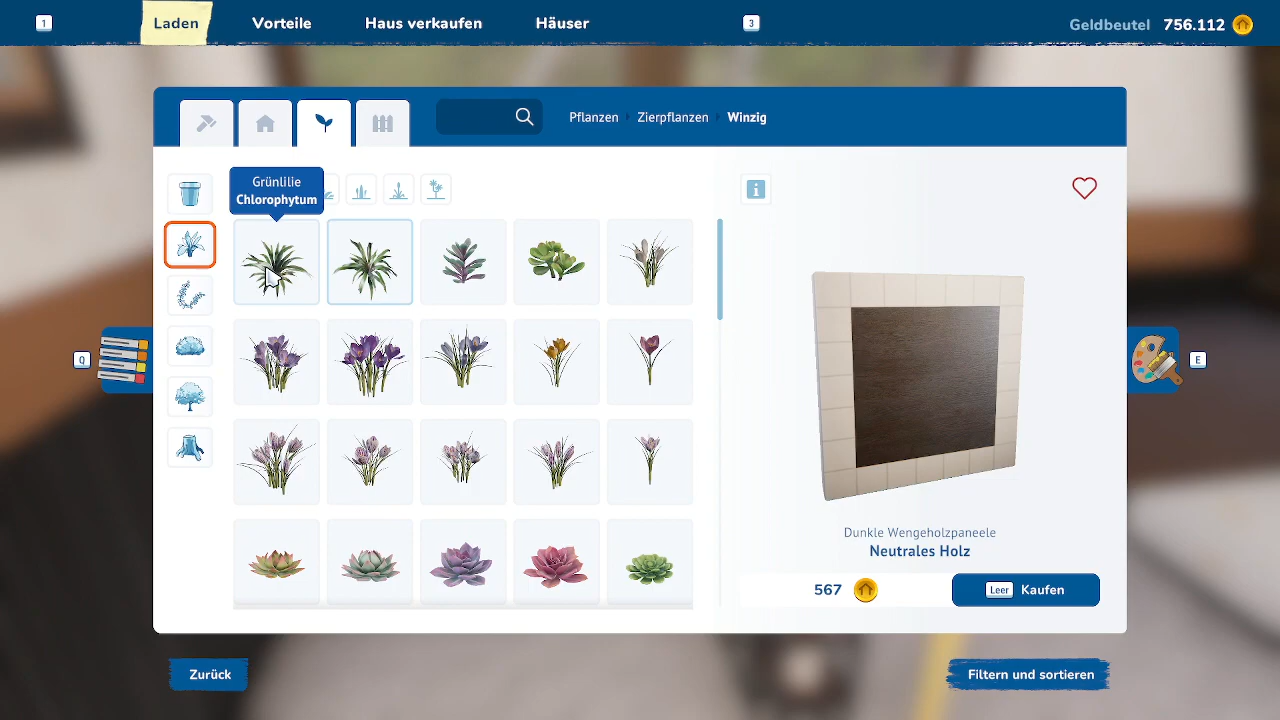 1
Laden
Vorteile
Haus verkaufen
Häuser
3
Geldbeutel 756.112
Pflanzen Zierpflanzen Winzig
Grünlilie
Chlorophytum
i
Q
E
Dunkle Wengeholzpaneele
Neutrales Holz
567
Leer Kaufen
Zurück
Filtern und sortieren